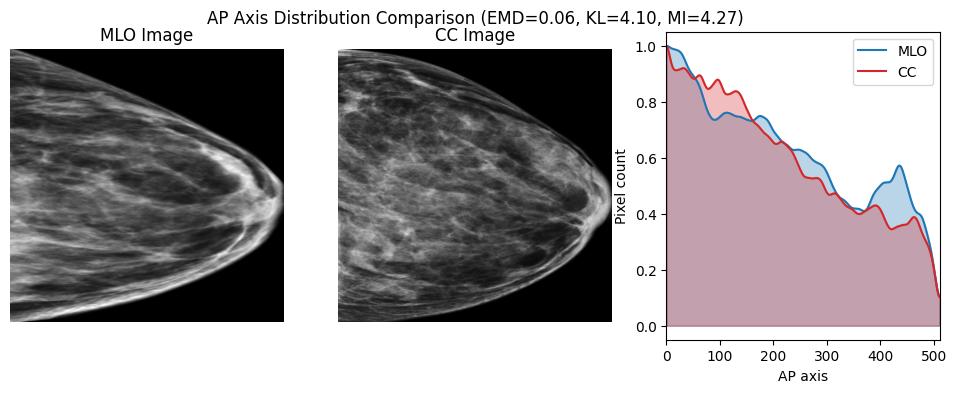 AP Axis Distribution Comparison (EMD=0.06, KL=4.10, MI=4.27)
MLO Image
CC Image
MLO
CC
Pixel count
1.0
0.8
0.6
0.4
0.2
0.0
0 100 200 300 400 500
AP axis